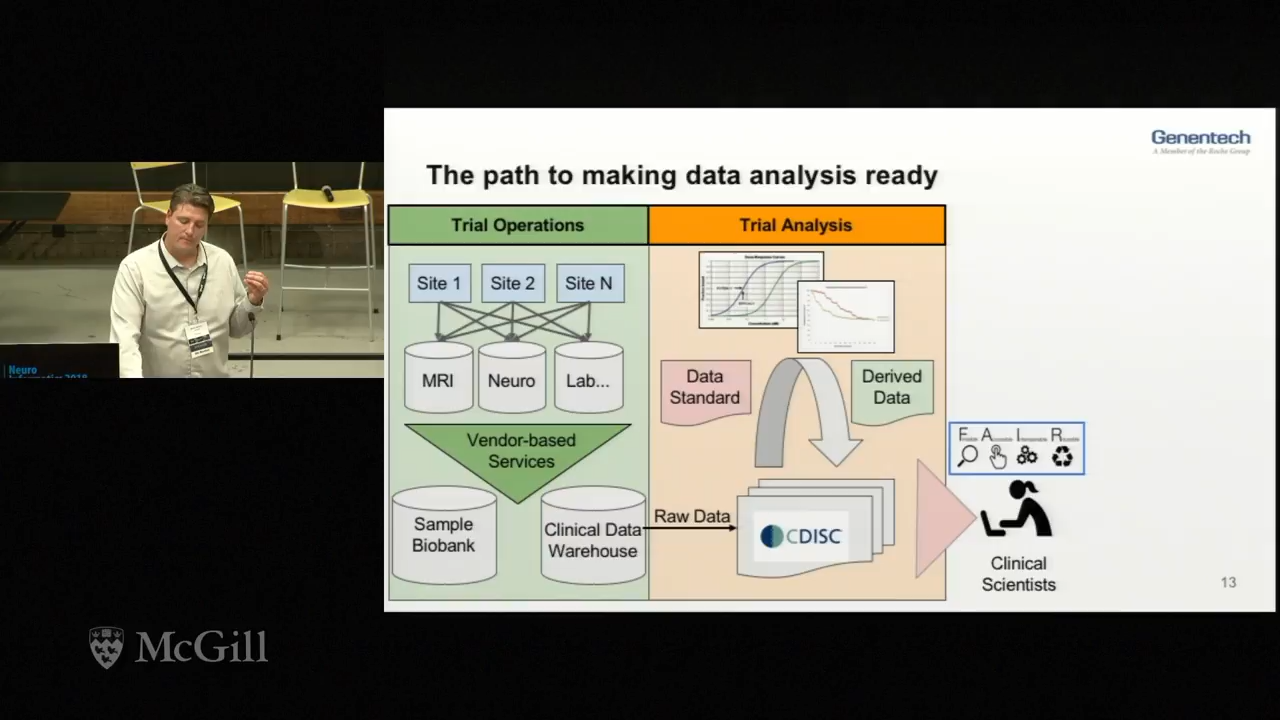 Genentech
A Member of the Roche Group
The path to making data analysis ready
Trial Operations
Trial Analysis
Site 1
Site 2
Site N
MRI
Neuro
Lab...
Data
Standard
Derived
Data
Vendor-based
Services
F A I R
Sample
Biobank
Clinical Data
Warehouse
Raw Data
CDISC
Clinical
Scientists
13
Neuro
McGill